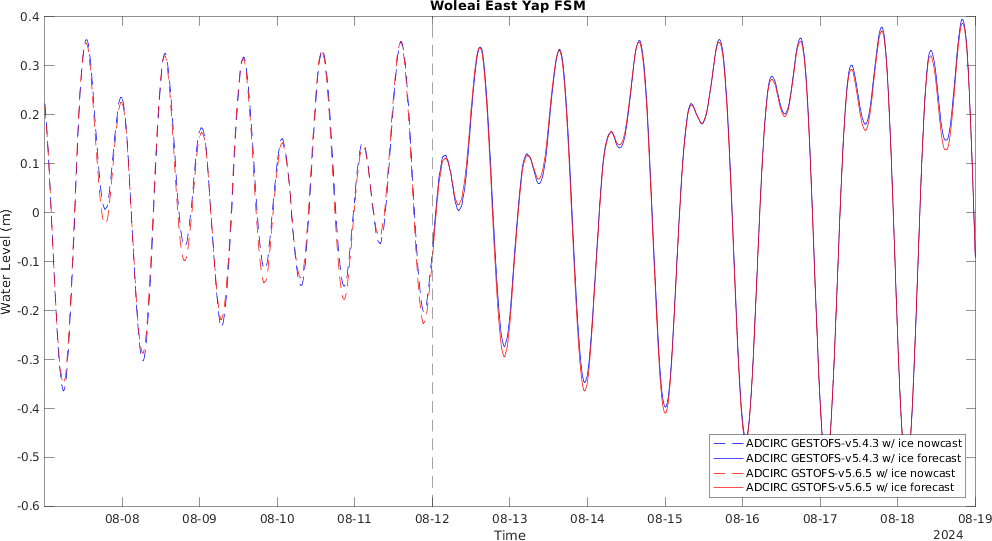 Woleai East Yap FSM
0.4
0.3
0.2
0.1
0
-0.1
-0.2
-0.3
-0.4
-0.5
-0.6
Water Level (m)
ADCIRC GESTOFS-v5.4.3 w/ ice nowcast
ADCIRC GESTOFS-v5.4.3 w/ ice forecast
ADCIRC GSTOFS-v5.6.5 w/ ice nowcast
ADCIRC GSTOFS-v5.6.5 w/ ice forecast
08-08 08-09 08-10 08-11 08-12 08-13 08-14 08-15 08-16 08-17 08-18 08-19
Time
2024